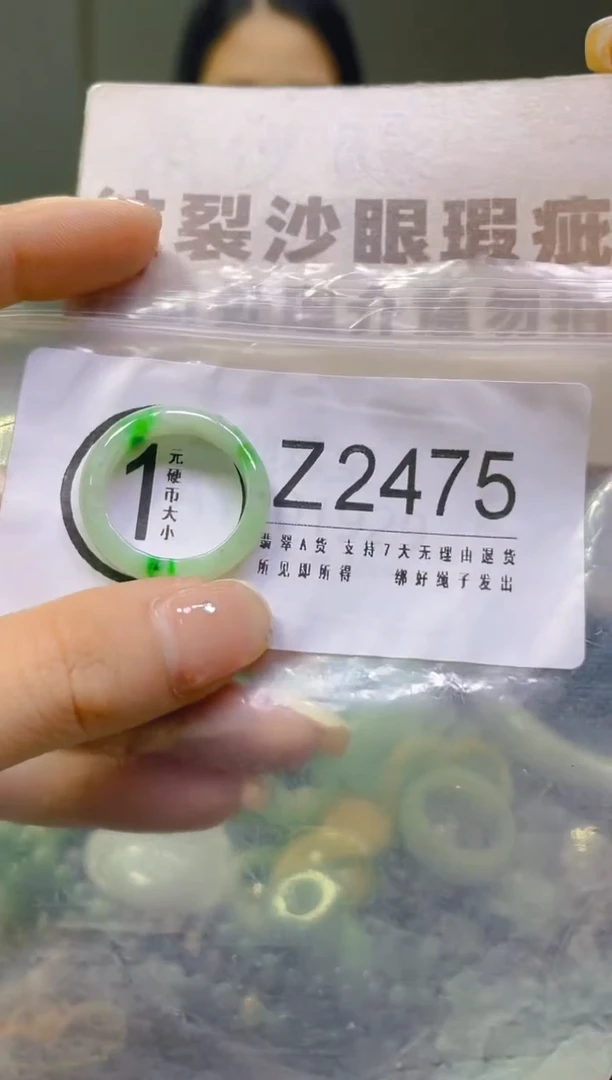 裂沙眼瑕疵
1
元硬币大小
Z2475
翡翠A货 支持7天无理由退货
所见即所得 绑好绳子发出